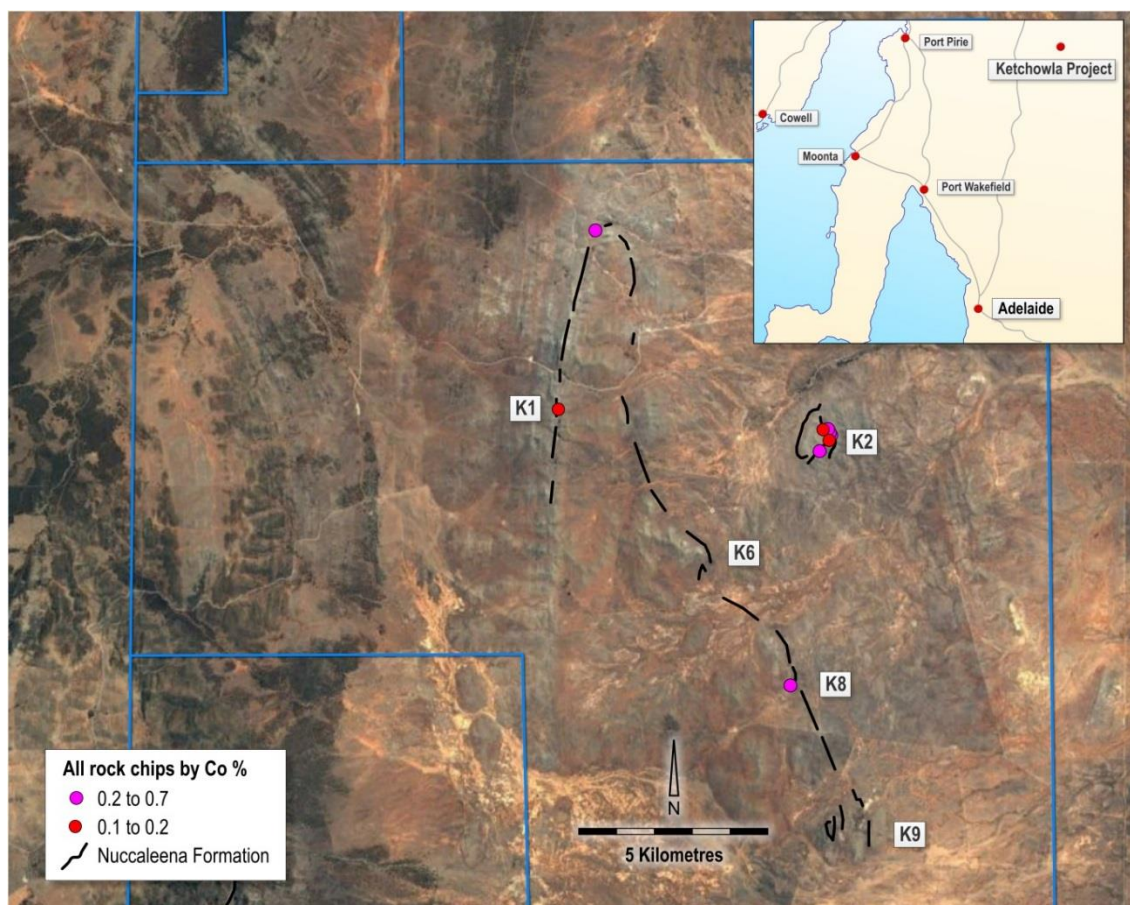 Port Pirie
Ketchowla Project
Cowell
Moonta
Port Wakefield
Adelaide
K1
K2
K6
K8
K9
All rock chips by Co %
0.2 to 0.7
0.1 to 0.2
Nuccaleena Formation
N
5 Kilometres